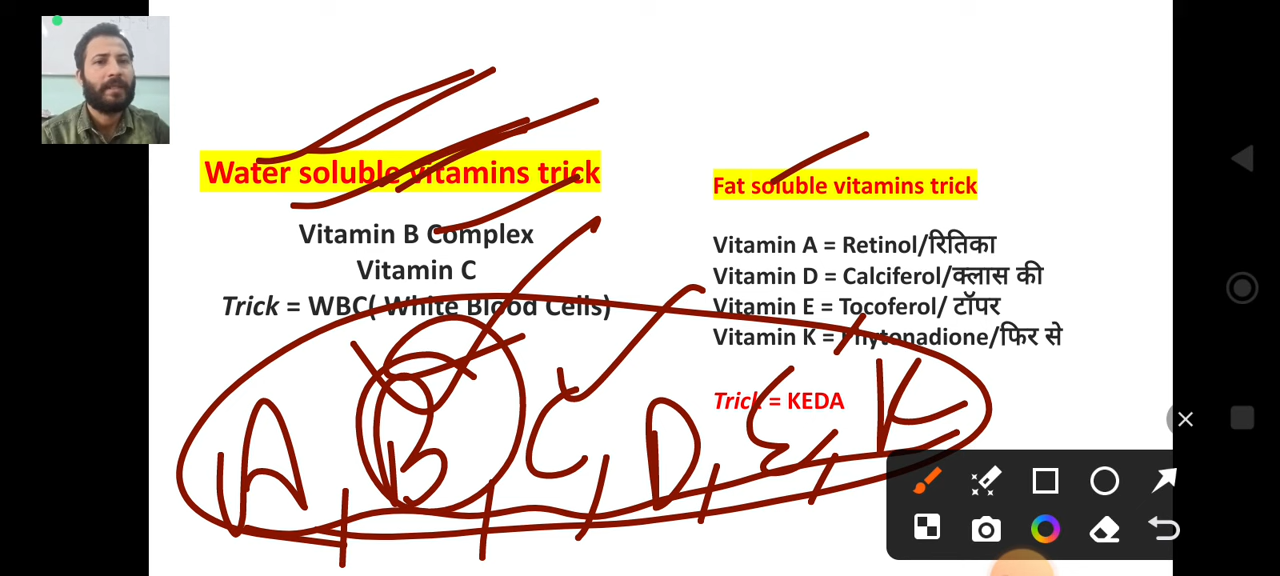 Water soluble vitamins trick
Vitamin B Complex
Vitamin C
Trick = WBC( White Blood Cells)
Fat soluble vitamins trick
Vitamin A = Retinol/रितिका
Vitamin D = Calciferol/क्लास की
Vitamin E = Tocoferol/ टॉपर
Vitamin K = Phytonadione/फिर से
Trick = KEDA
A, B, C, D, E, K